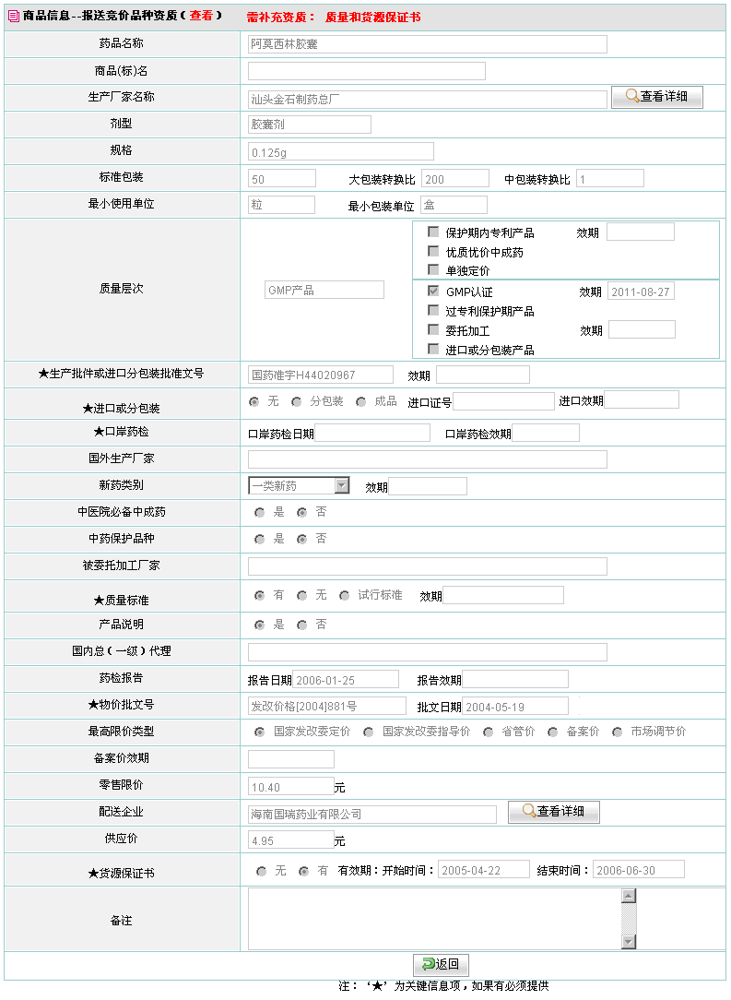 商品信息--报送竞价品种资质（查看） 需补充资质： 质量和货源保证书
药品名称 阿莫西林胶囊
商品(标)名
生产厂家名称 汕头金石制药总厂 查看详细
剂型 胶囊剂
规格 0.125g
标准包装 50 大包装转换比 200 中包装转换比 1
最小使用单位 粒 最小包装单位 盒
保护期内专利产品 效期
优质优价中成药
单独定价
质量层次 GMP产品
GMP认证 效期 2011-08-27
过专利保护期产品
委托加工 效期
进口或分包装产品
★生产批件或进口分包装批准文号 国药准字H44020967 效期
★进口或分包装 无 分包装 成品 进口证号 进口效期
★口岸药检 口岸药检日期 口岸药检效期
国外生产厂家
新药类别 一类新药 效期
中医院必备中成药 是 否
中药保护品种 是 否
被委托加工厂家
★质量标准 有 无 试行标准 效期
产品说明 是 否
国内总（一级）代理
药检报告 报告日期 2006-01-25 报告效期
★物价批文号 发改价格[2004]881号 批文日期 2004-05-19
最高限价类型 国家发改委定价 国家发改委指导价 省管价 备案价 市场调节价
备案价效期
零售限价 10.40 元
配送企业 海南国瑞药业有限公司 查看详细
供应价 4.95 元
★货源保证书 无 有 有效期：开始时间： 2005-04-22 结束时间： 2006-06-30
备注
返回
注：‘★’为关键信息项，如果有必须提供